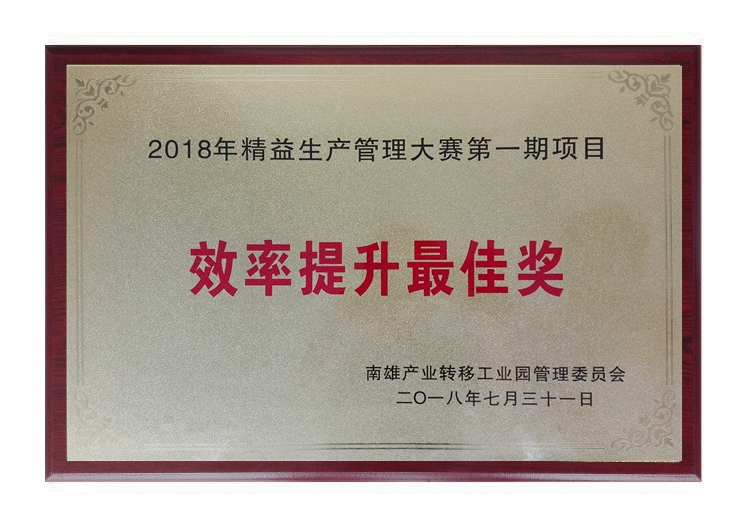 2018年精益生产管理大赛第一期项目
效率提升最佳奖
南雄产业转移工业园管理委员会
二〇一八年七月三十一日